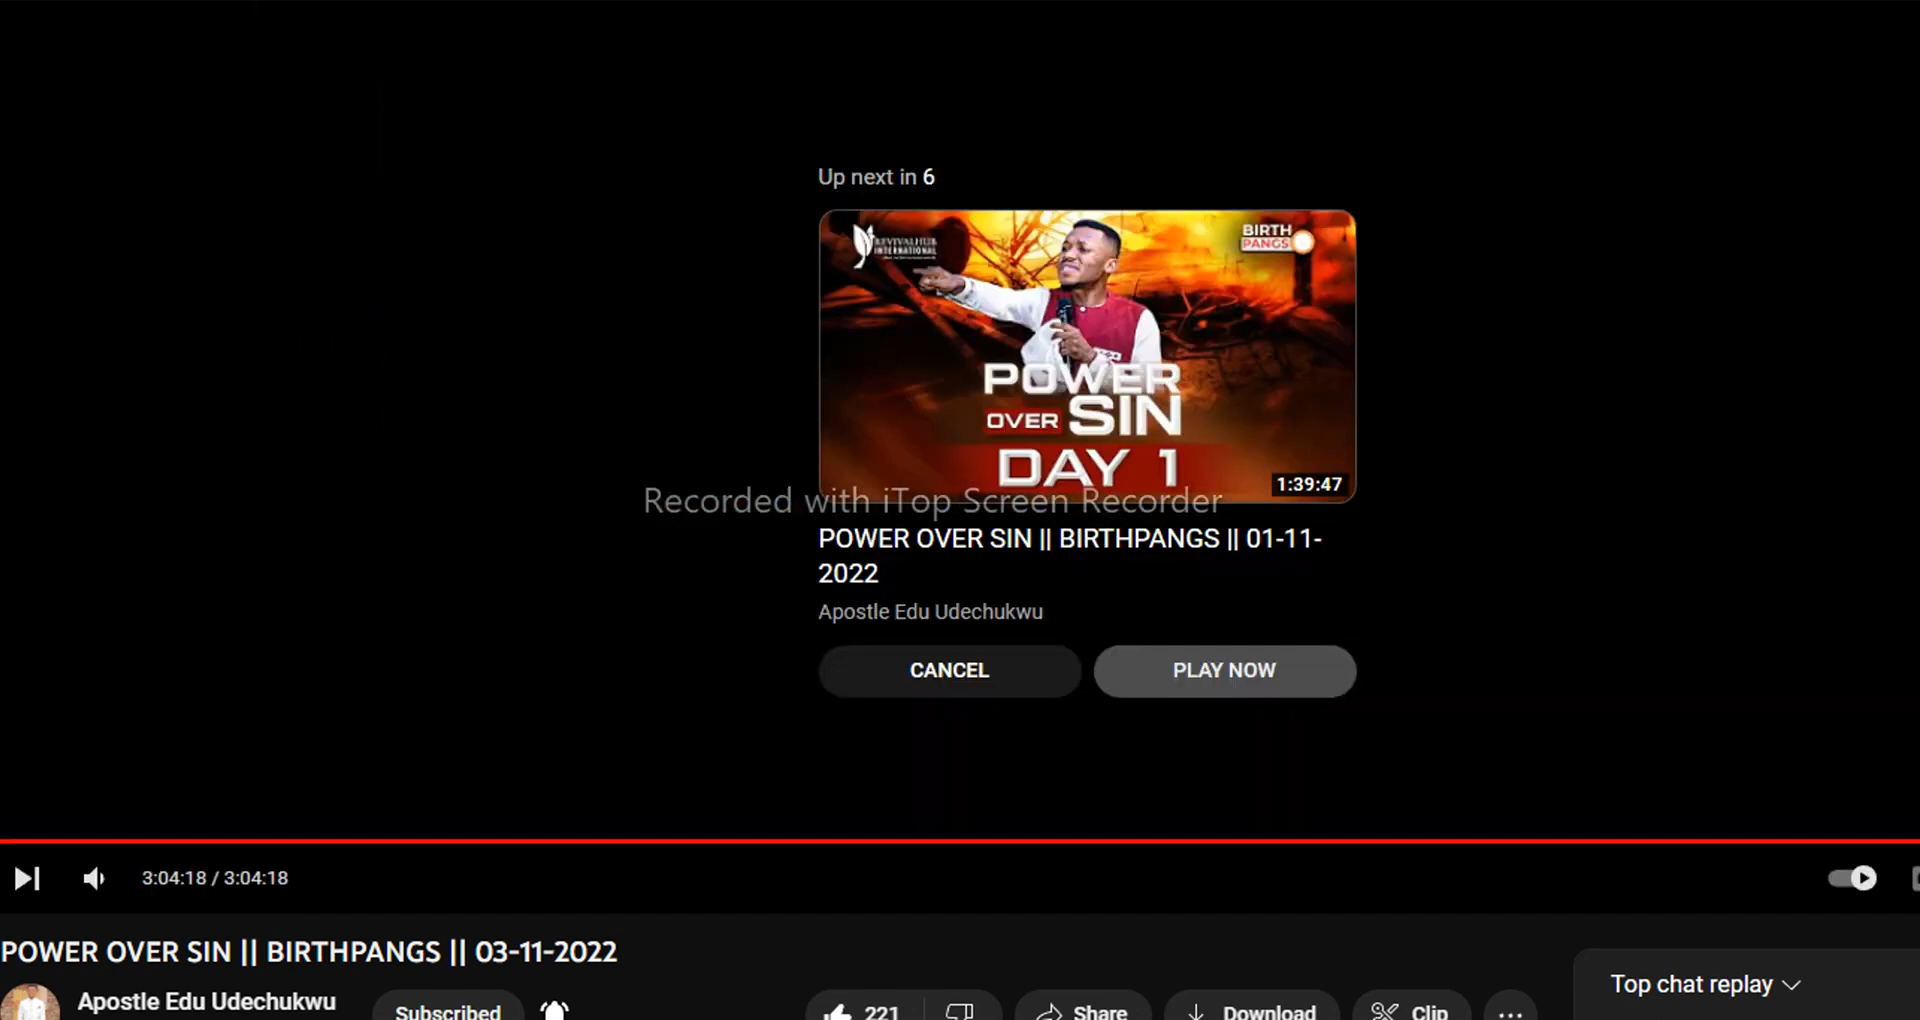 Up next in 6
REVIVALHUB
INTERNATIONAL
BIRTH
PANGS
POWER
OVER SIN
DAY 1
1:39:47
Recorded with iTop Screen Recorder
POWER OVER SIN || BIRTHPANGS || 01-11-
2022
Apostle Edu Udechukwu
CANCEL
PLAY NOW
3:04:18 / 3:04:18
POWER OVER SIN || BIRTHPANGS || 03-11-2022
Top chat replay
Apostle Edu Udechukwu
Subscribed
221
Share
Download
Clip